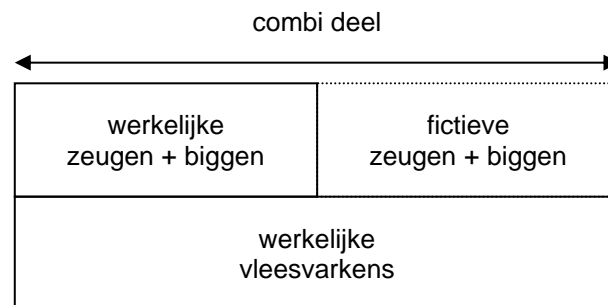 combi deel
werkelijke
zeugen + biggen
fictieve
zeugen + biggen
werkelijke
vleesvarkens